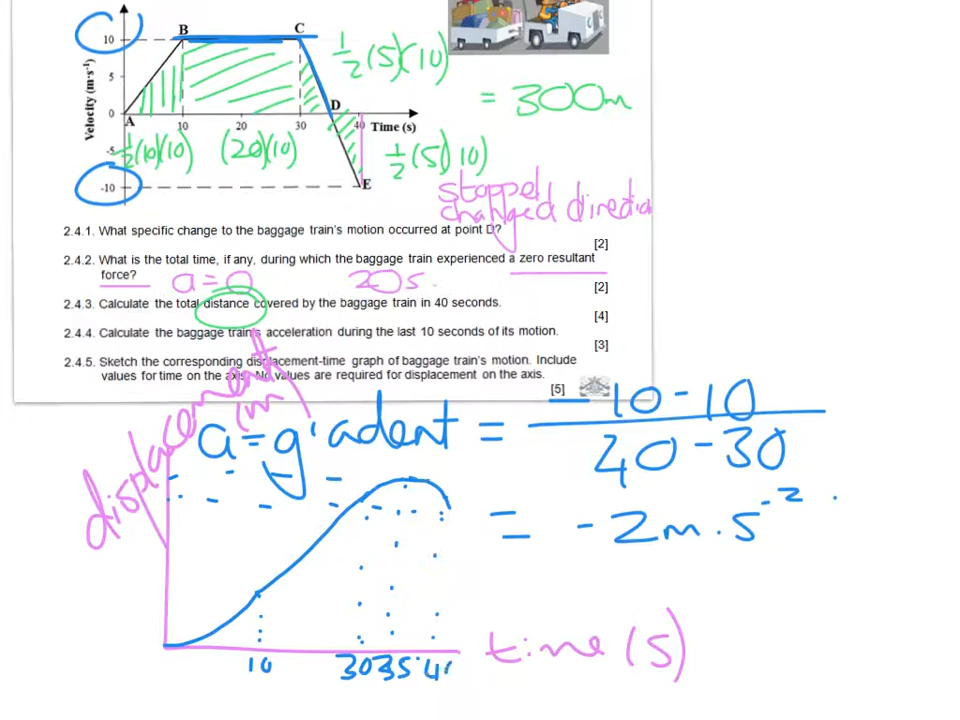 B C
10
5
0
-5
-10
A
D
E
10 20 30 40 Time (s)
Velocity (m·s⁻¹)
½(5)(10)
= 300m
½(10)(10) (20)(10) ½(5)(10)
stopped
changed direction
2.4.1. What specific change to the baggage train's motion occurred at point D?
[2]
2.4.2. What is the total time, if any, during which the baggage train experienced a zero resultant
force? a = 0 20s.
[2]
2.4.3. Calculate the total distance covered by the baggage train in 40 seconds.
[4]
2.4.4. Calculate the baggage train's acceleration during the last 10 seconds of its motion.
[3]
2.4.5. Sketch the corresponding displacement-time graph of baggage train's motion. Include
values for time on the axis. No values are required for displacement on the axis.
[5]
displacement (m)
a = gradent = -10 - 10
40 - 30
= -2m.s⁻²
10 30 35 40
time (s)